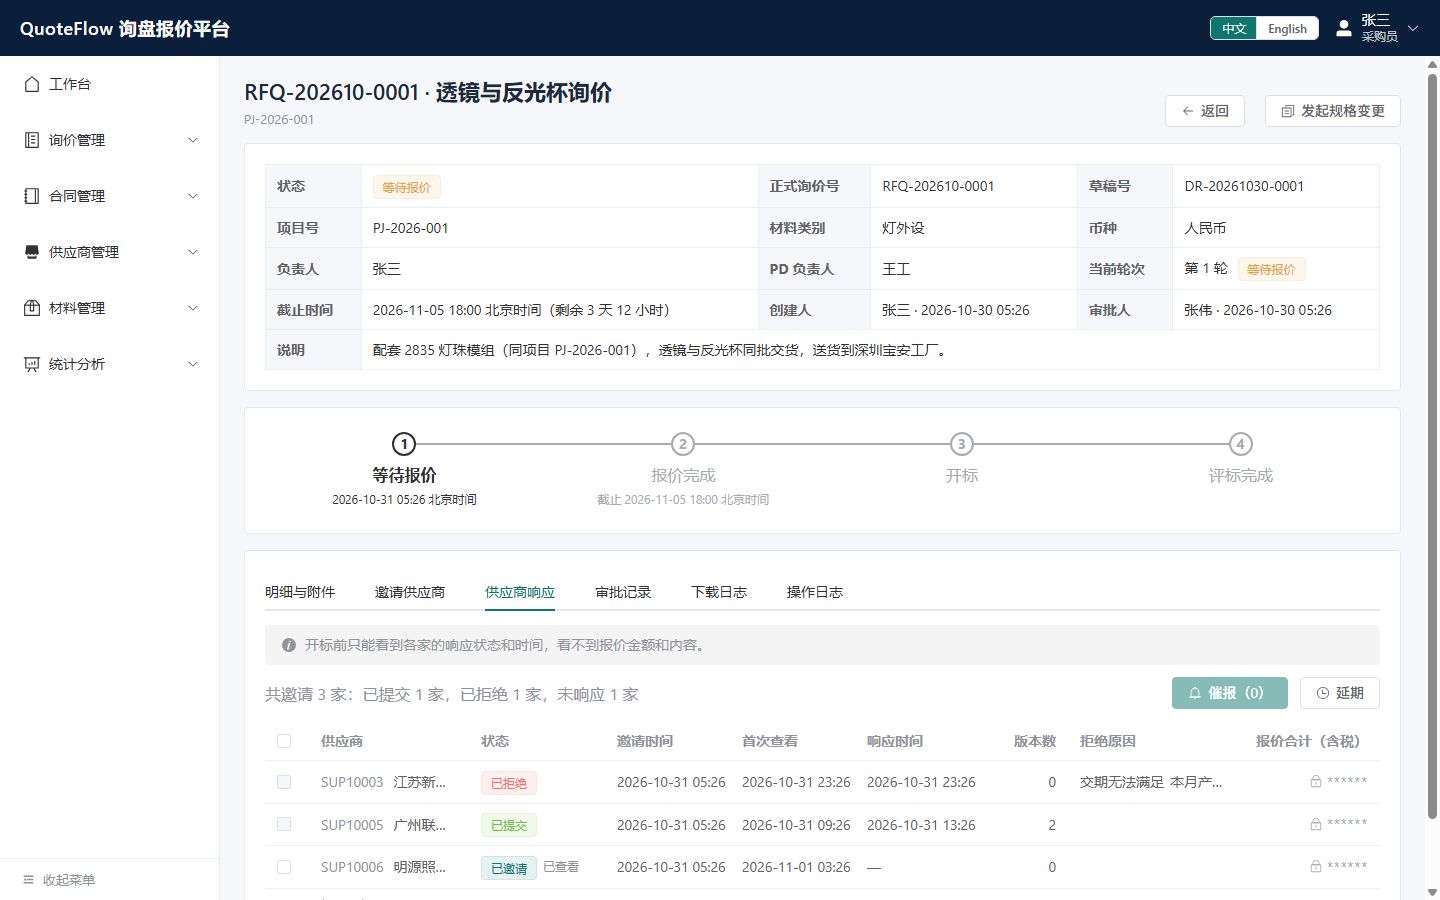 QuoteFlow 询盘报价平台
中文 English
张三
采购员
工作台
询价管理
合同管理
供应商管理
材料管理
统计分析
收起菜单
RFQ-202610-0001 · 透镜与反光杯询价
PJ-2026-001
返回 发起规格变更
状态 等待报价 正式询价号 RFQ-202610-0001 草稿号 DR-20261030-0001
项目号 PJ-2026-001 材料类别 灯外设 币种 人民币
负责人 张三 PD 负责人 王工 当前轮次 第 1 轮 等待报价
截止时间 2026-11-05 18:00 北京时间（剩余 3 天 12 小时） 创建人 张三 · 2026-10-30 05:26 审批人 张伟 · 2026-10-30 05:26
说明 配套 2835 灯珠模组（同项目 PJ-2026-001），透镜与反光杯同批交货，送货到深圳宝安工厂。
1 2 3 4
等待报价 报价完成 开标 评标完成
2026-10-31 05:26 北京时间 截止 2026-11-05 18:00 北京时间
明细与附件 邀请供应商 供应商响应 审批记录 下载日志 操作日志
开标前只能看到各家的响应状态和时间，看不到报价金额和内容。
共邀请 3 家：已提交 1 家，已拒绝 1 家，未响应 1 家
催报（0） 延期
供应商 状态 邀请时间 首次查看 响应时间 版本数 拒绝原因 报价合计（含税）
SUP10003 江苏新... 已拒绝 2026-10-31 05:26 2026-10-31 23:26 2026-10-31 23:26 0 交期无法满足 本月产... ******
SUP10005 广州联... 已提交 2026-10-31 05:26 2026-10-31 09:26 2026-10-31 13:26 2 ******
SUP10006 明源照... 已邀请 已查看 2026-10-31 05:26 2026-11-01 03:26 — 0 ******